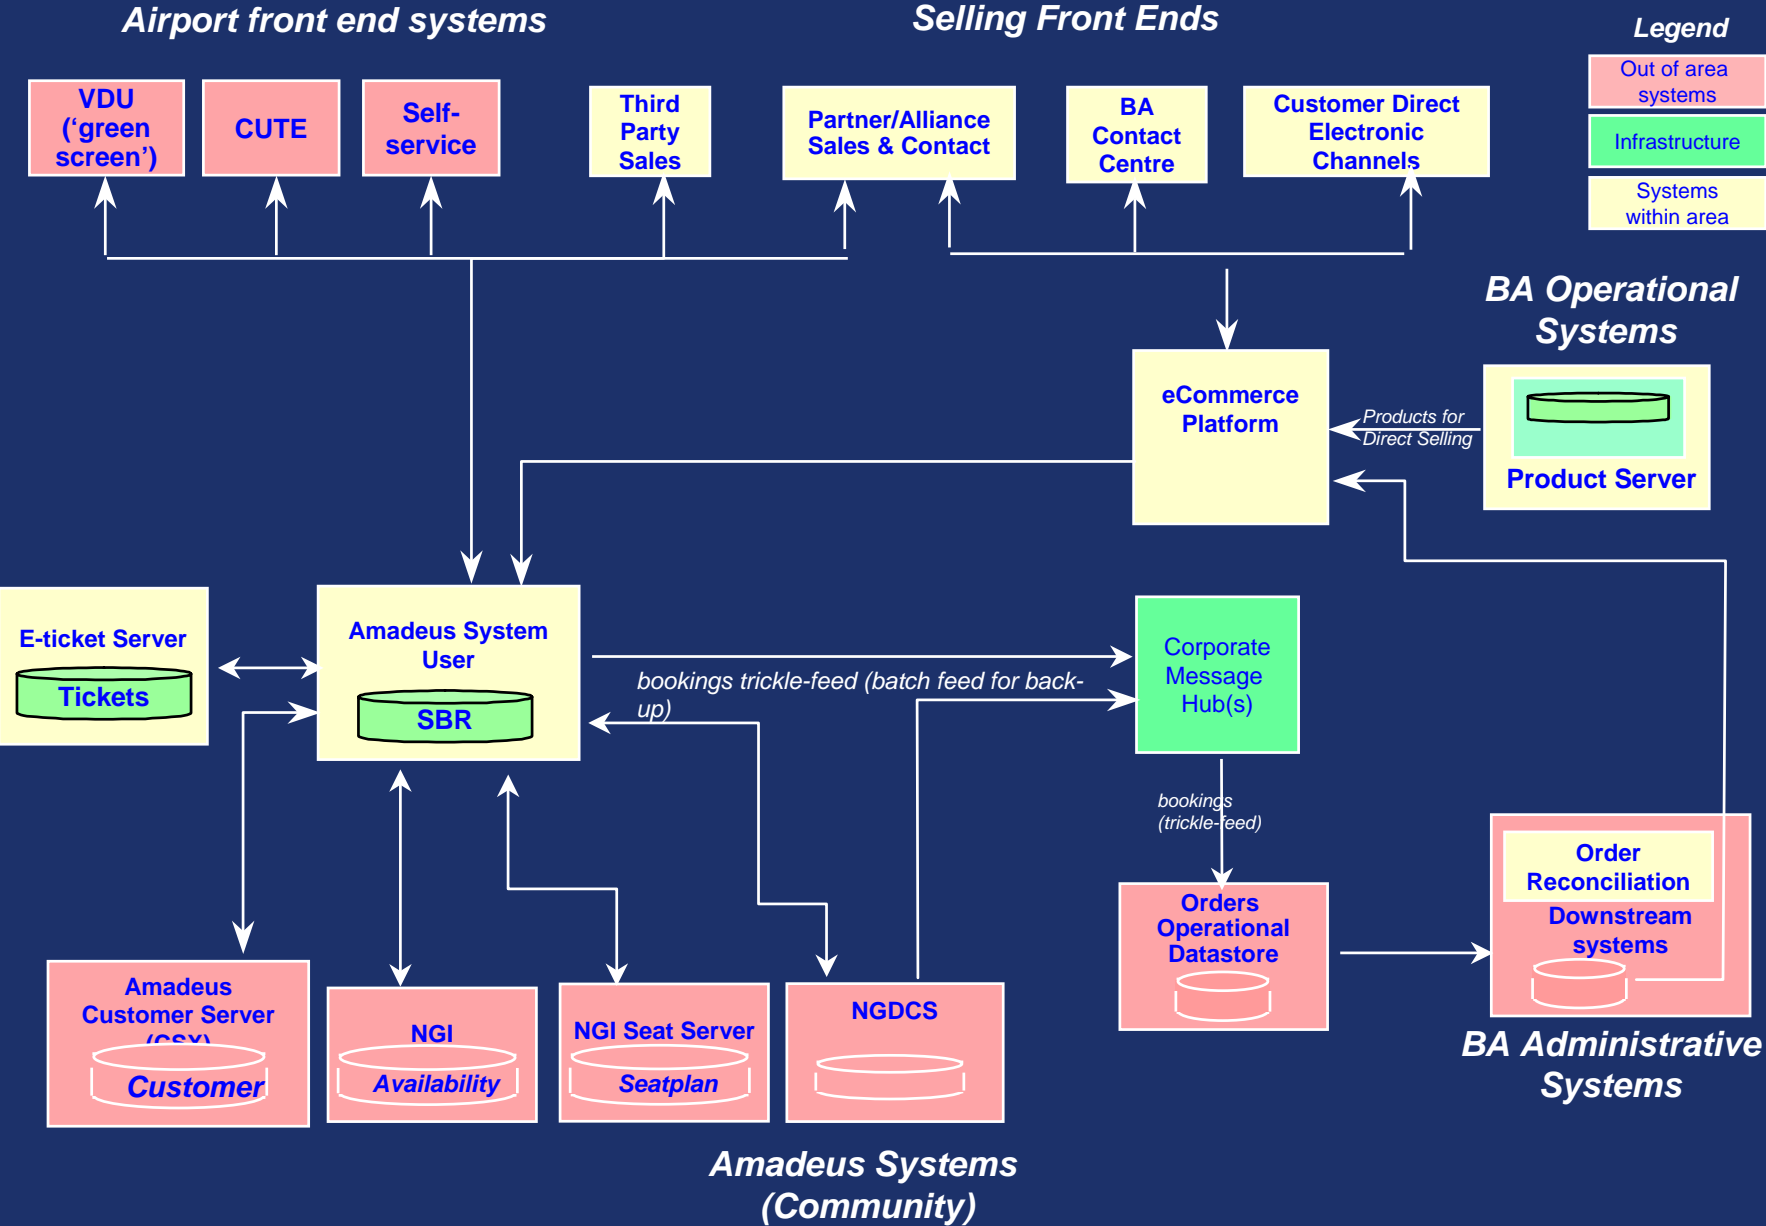 Airport front end systems
Selling Front Ends
Legend
Out of area
systems
Infrastructure
Systems
within area
VDU
(‘green
screen’)
CUTE
Self-
service
Third
Party
Sales
Partner/Alliance
Sales & Contact
BA
Contact
Centre
Customer Direct
Electronic
Channels
BA Operational
Systems
eCommerce
Platform
Products for
Direct Selling
Product Server
E-ticket Server
Tickets
Amadeus System
User
SBR
bookings trickle-feed (batch feed for back-
up)
Corporate
Message
Hub(s)
bookings
(trickle-feed)
Orders
Operational
Datastore
Order
Reconciliation
Downstream
systems
BA Administrative
Systems
Amadeus
Customer Server
(CSX)
Customer
NGI
Availability
NGI Seat Server
Seatplan
NGDCS
Amadeus Systems
(Community)